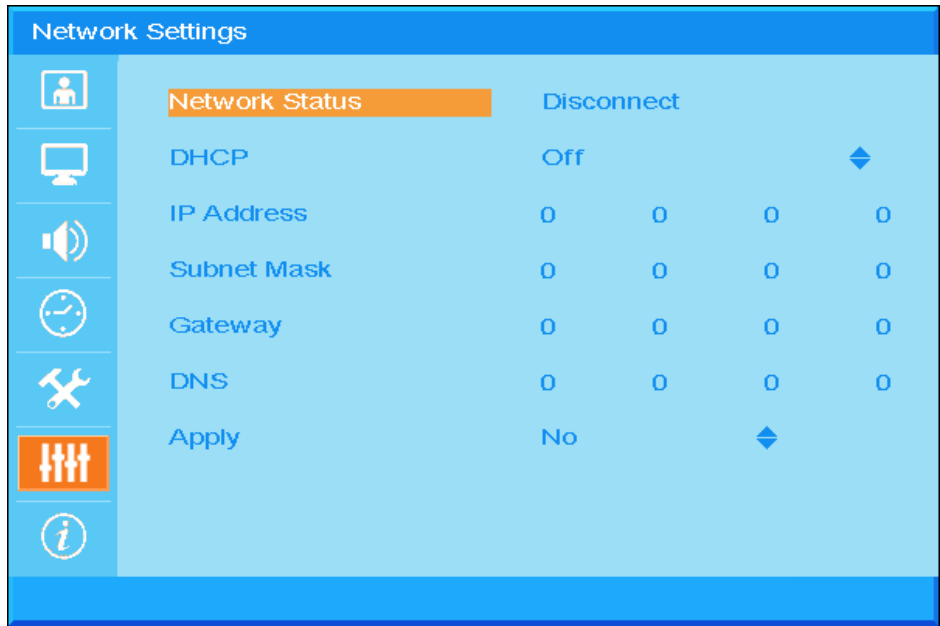 Network Settings
Network Status Disconnect
DHCP Off
IP Address 0 0 0 0
Subnet Mask 0 0 0 0
Gateway 0 0 0 0
DNS 0 0 0 0
Apply No
i